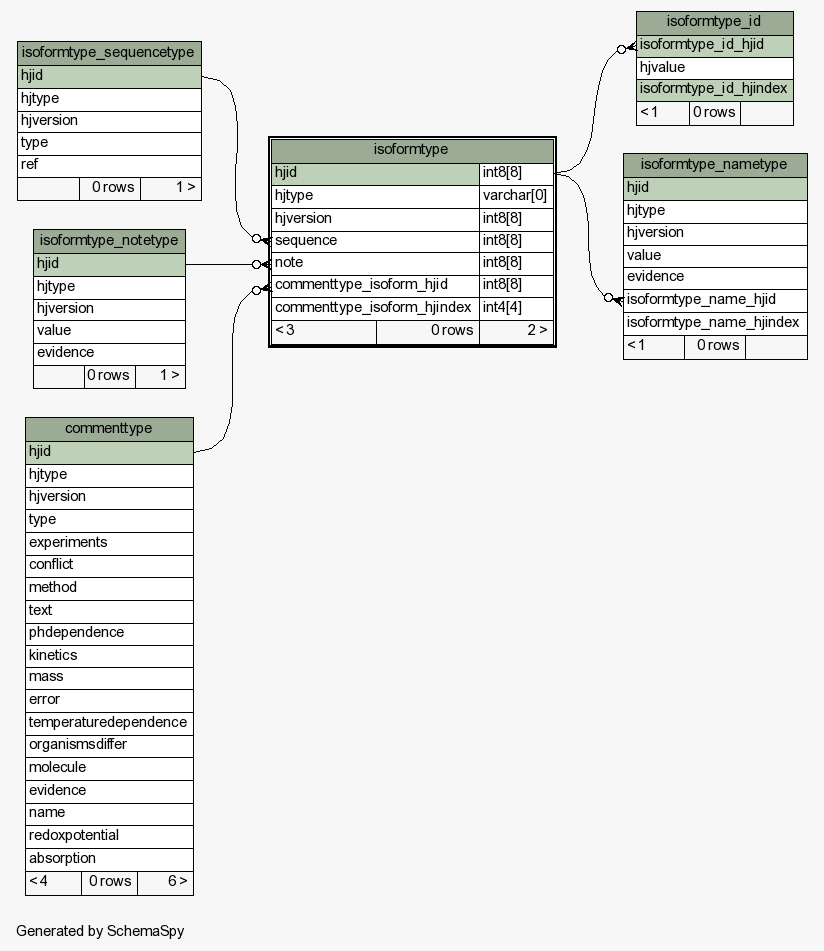 isoformtype_sequencetype
hjid
hjtype
hjversion
type
ref
0 rows 1 >
isoformtype_notetype
hjid
hjtype
hjversion
value
evidence
0 rows 1 >
commenttype
hjid
hjtype
hjversion
type
experiments
conflict
method
text
phdependence
kinetics
mass
error
temperaturedependence
organismsdiffer
molecule
evidence
name
redoxpotential
absorption
< 4 0 rows 6 >
isoformtype
hjid int8[8]
hjtype varchar[0]
hjversion int8[8]
sequence int8[8]
note int8[8]
commenttype_isoform_hjid int8[8]
commenttype_isoform_hjindex int4[4]
< 3 0 rows 2 >
isoformtype_id
isoformtype_id_hjid
hjvalue
isoformtype_id_hjindex
< 1 0 rows
isoformtype_nametype
hjid
hjtype
hjversion
value
evidence
isoformtype_name_hjid
isoformtype_name_hjindex
< 1 0 rows
Generated by SchemaSpy